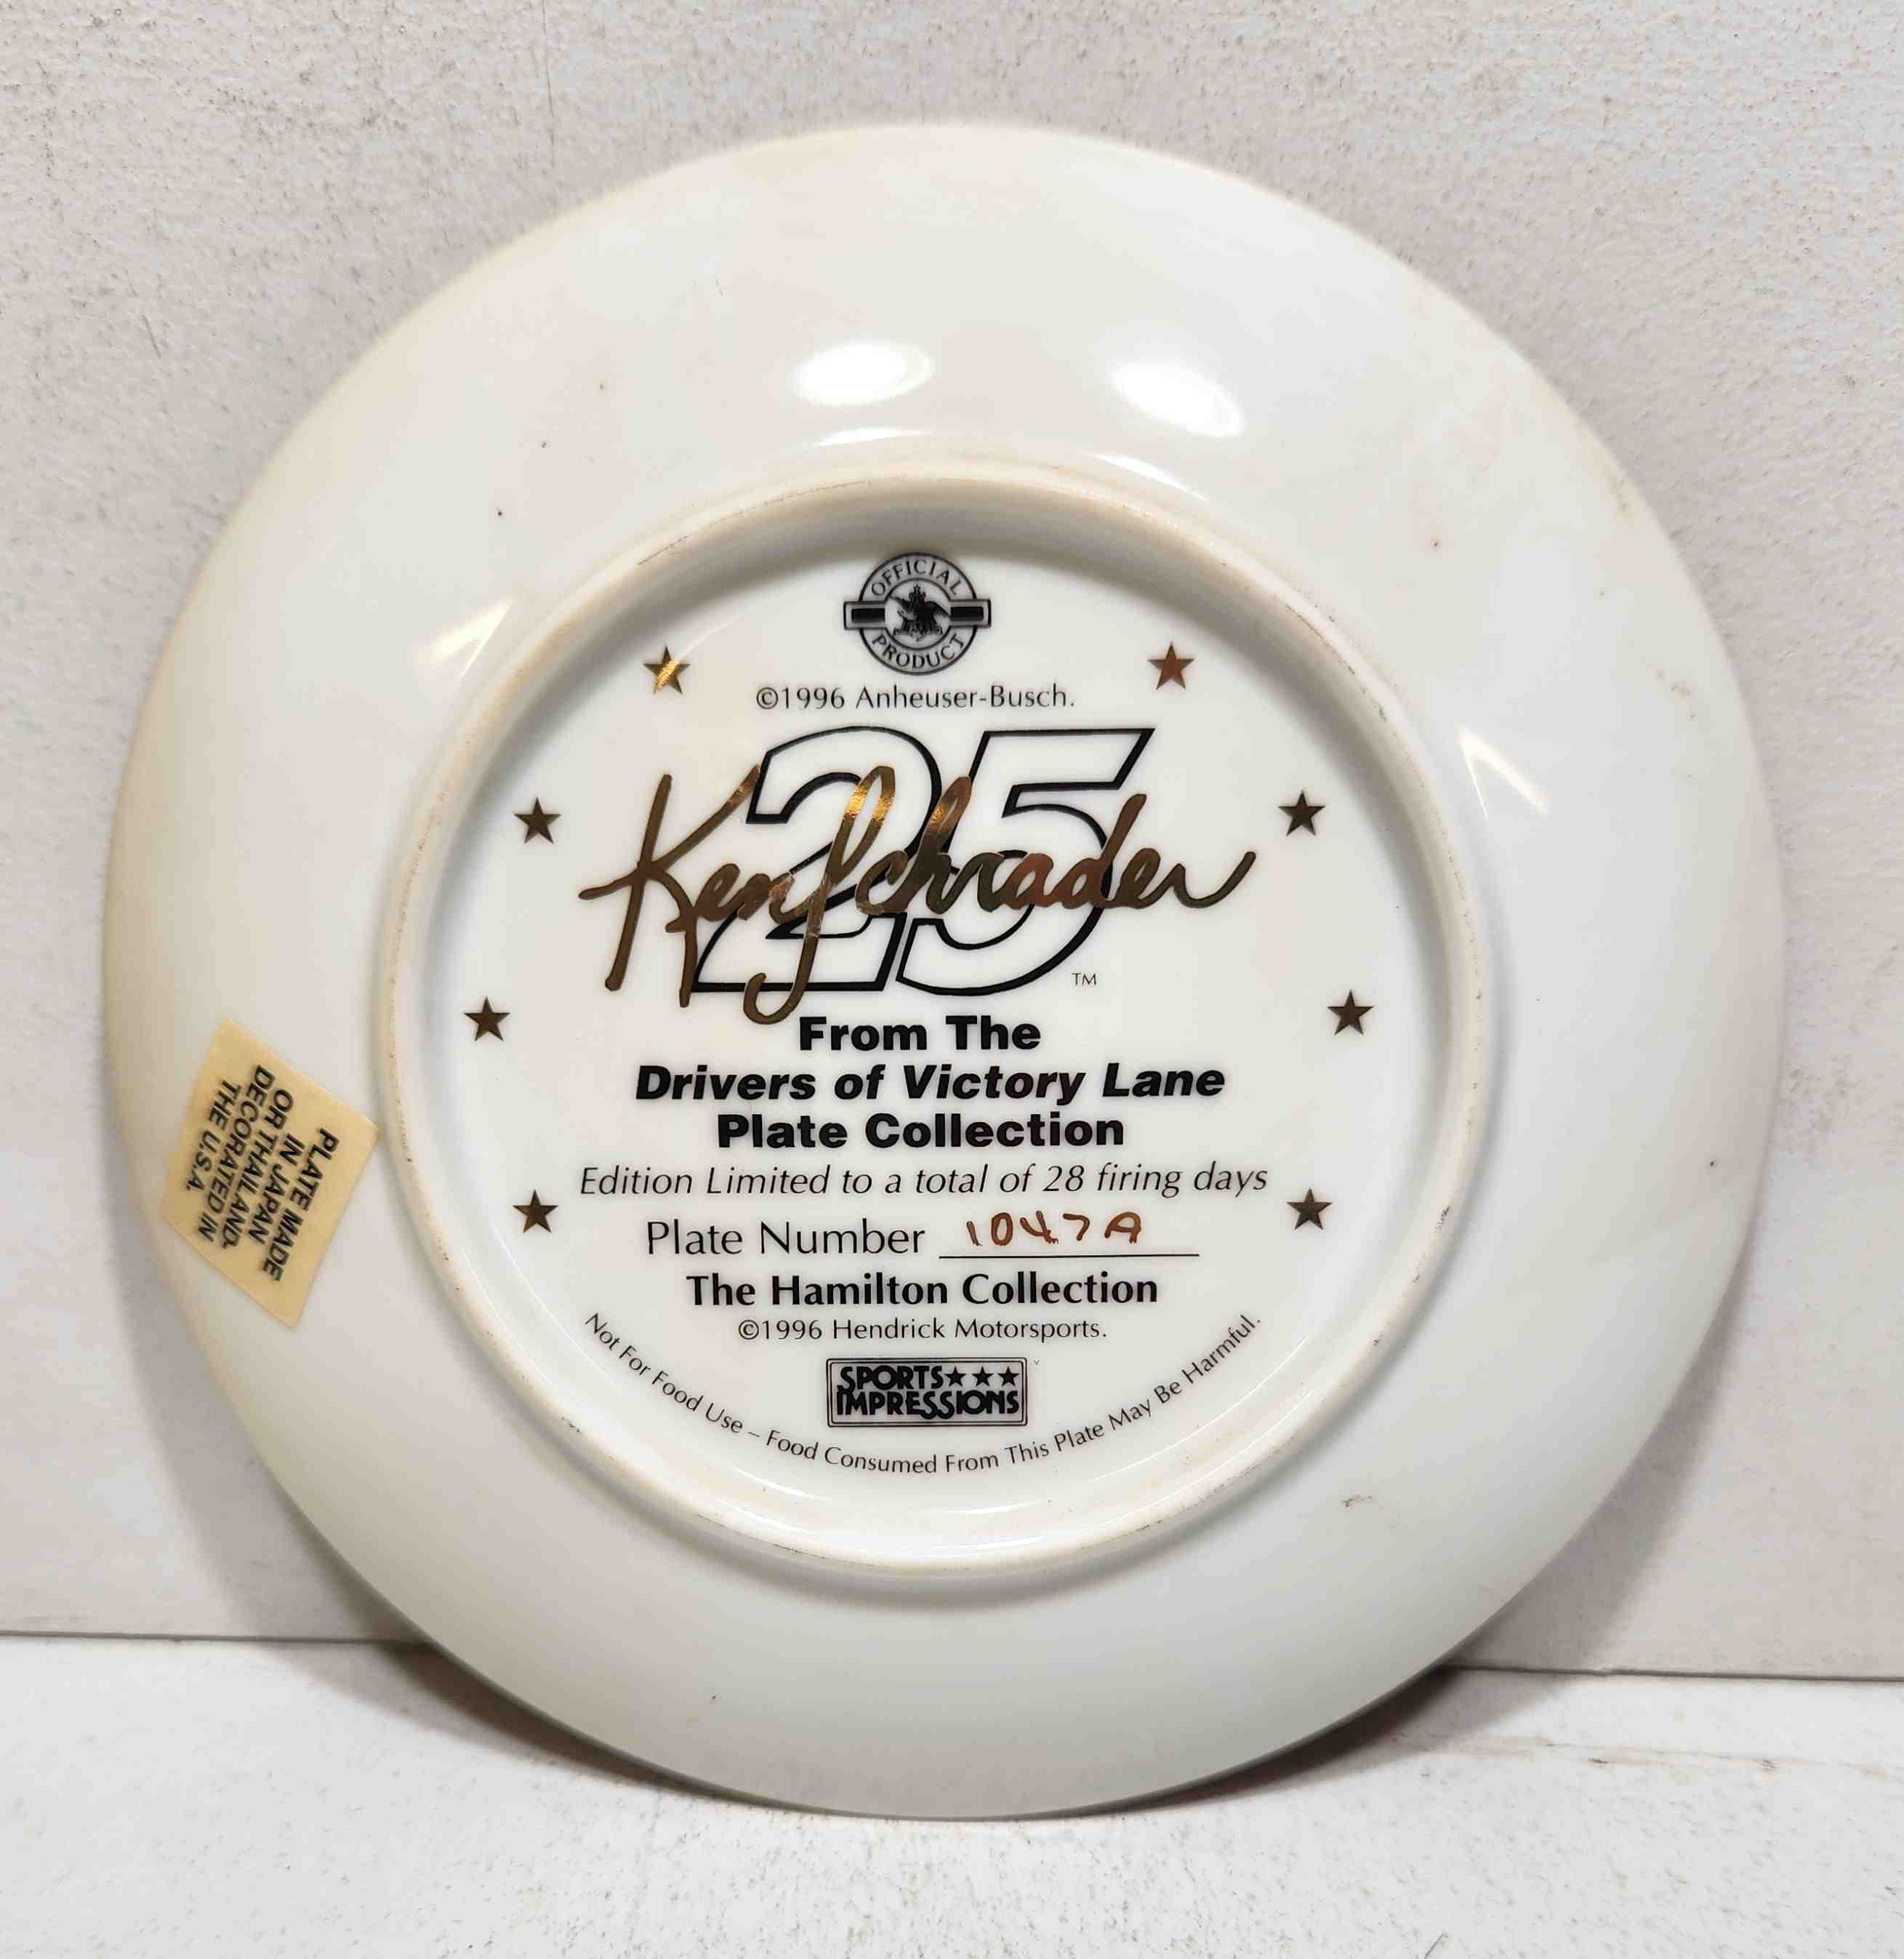 OFFICIAL
PRODUCT
©1996 Anheuser-Busch.
25
Ken Schrader
TM
From The
Drivers of Victory Lane
Plate Collection
Edition Limited to a total of 28 firing days
Plate Number 1047A
The Hamilton Collection
©1996 Hendrick Motorsports.
SPORTS
IMPRESSIONS
Not For Food Use – Food Consumed From This Plate May Be Harmful.
PLATE MADE
IN JAPAN
OR THAILAND.
DECORATED IN
THE U.S.A.